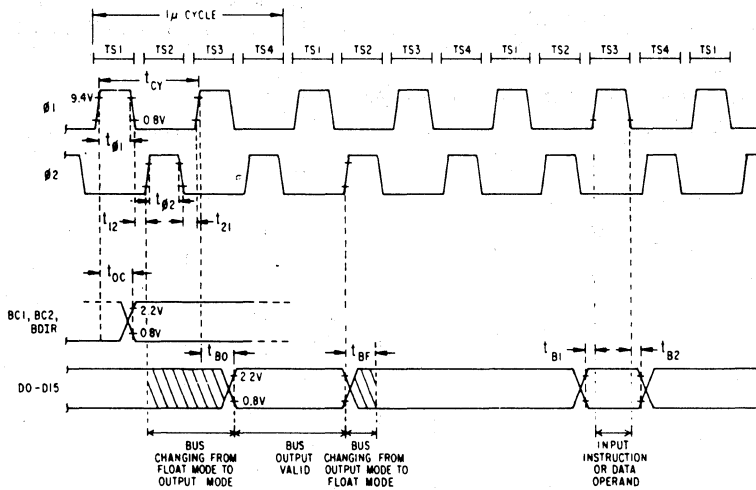 1μ CYCLE
TS1 TS2 TS3 TS4 TS1 TS2 TS3 TS4 TS1 TS2 TS3 TS4 TS1
tCY
ø1
9.4V
0.8V
tø1
ø2
tø2
t12
t21
tOC
BC1, BC2,
BDIR
2.2V
0.8V
tBO
tBF
tB1
tB2
DO-D15
2.2V
0.8V
BUS
CHANGING FROM
FLOAT MODE TO
OUTPUT MODE
BUS
OUTPUT
VALID
BUS
CHANGING FROM
OUTPUT MODE TO
FLOAT MODE
INPUT
INSTRUCTION
OR DATA
OPERAND